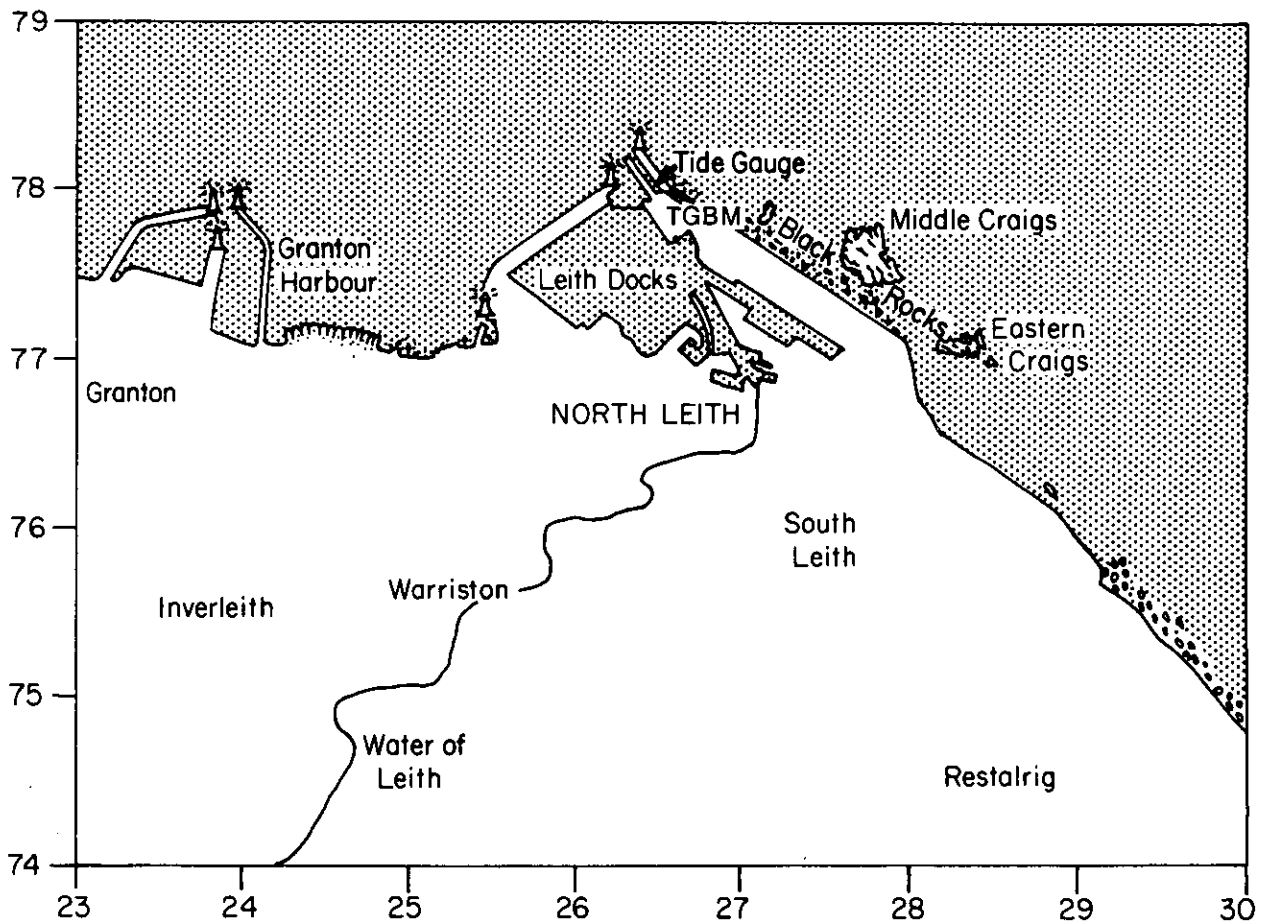 79
78
77
76
75
74
23
24
25
26
27
28
29
30
Tide Gauge
TGBM
Black
Rocks
Middle Craigs
Eastern
Craigs
Granton
Harbour
Leith Docks
Granton
NORTH LEITH
South
Leith
Warriston
Inverleith
Water of
Leith
Restalrig